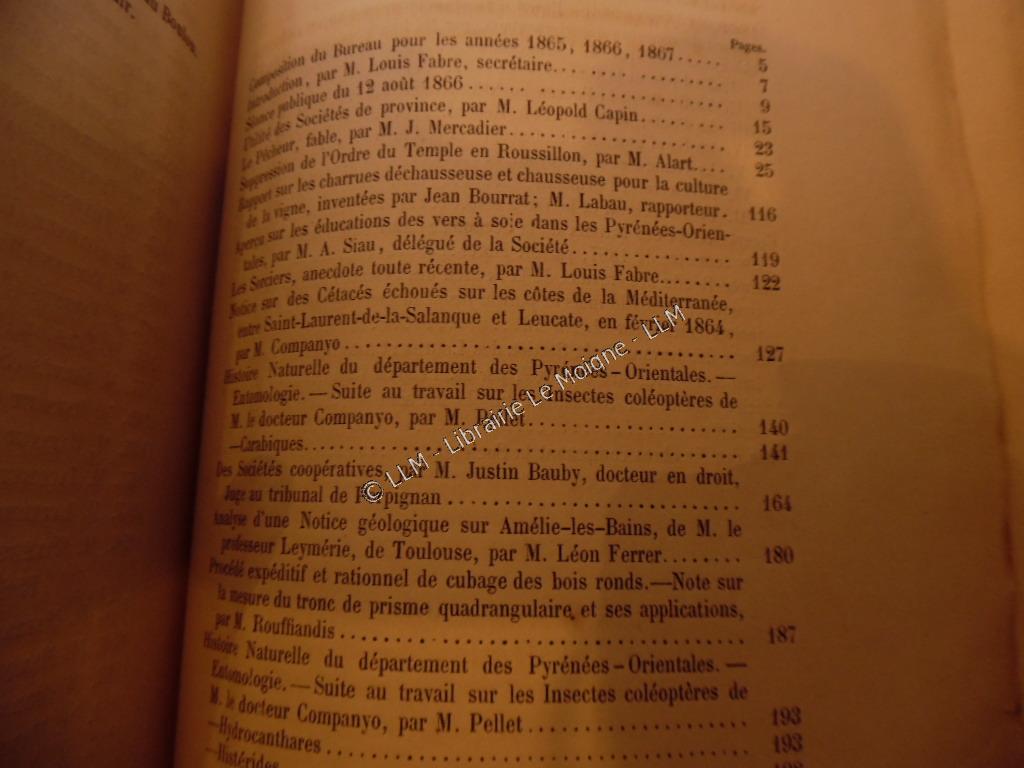 au Boulou.
air.
Pages.
Composition du Bureau pour les années 1865, 1866, 1867..... 5
Introduction, par M. Louis Fabre, secrétaire... 7
Séance publique du 12 août 1866...... 9
Utilité des Sociétés de province, par M. Léopold Capin......... 15
Le Pêcheur, fable, par M. J. Mercadier... 23
Suppression de l'Ordre du Temple en Roussillon, par M. Alart.... 25
Rapport sur les charrues déchausseuse et chausseuse pour la culture
de la vigne, inventées par Jean Bourrat; M. Labau, rapporteur. 116
Aperçu sur les éducations des vers à soie dans les Pyrénées-Orien-
tales, par M. A. Siau, délégué de la Société................ 119
Les Sorciers, anecdote toute récente, par M. Louis Fabre........ 122
Notice sur des Cétacés échoués sur les côtes de la Méditerranée,
entre Saint-Laurent-de-la-Salanque et Leucate, en février 1864,
par M. Companyo........................................ 127
Histoire Naturelle du département des Pyrénées-Orientales.—
Entomologie.—Suite au travail sur les Insectes coléoptères de
M. le docteur Companyo, par M. Pellet..................... 140
—Carabiques........................................... 141
Des Sociétés coopératives, par M. Justin Bauby, docteur en droit,
Juge au tribunal de Perpignan............................ 164
Analyse d'une Notice géologique sur Amélie-les-Bains, de M. le
professeur Leymérie, de Toulouse, par M. Léon Ferrer........ 180
Procédé expéditif et rationnel de cubage des bois ronds.—Note sur
la mesure du tronc de prisme quadrangulaire et ses applications,
par M. Rouffiandis...................................... 187
Histoire Naturelle du département des Pyrénées-Orientales.—
Entomologie.—Suite au travail sur les Insectes coléoptères de
M. le docteur Companyo, par M. Pellet..................... 193
—Hydrocanthares....................................... 193
—Histérides
© LLM - Librairie Le Moigne - LLM